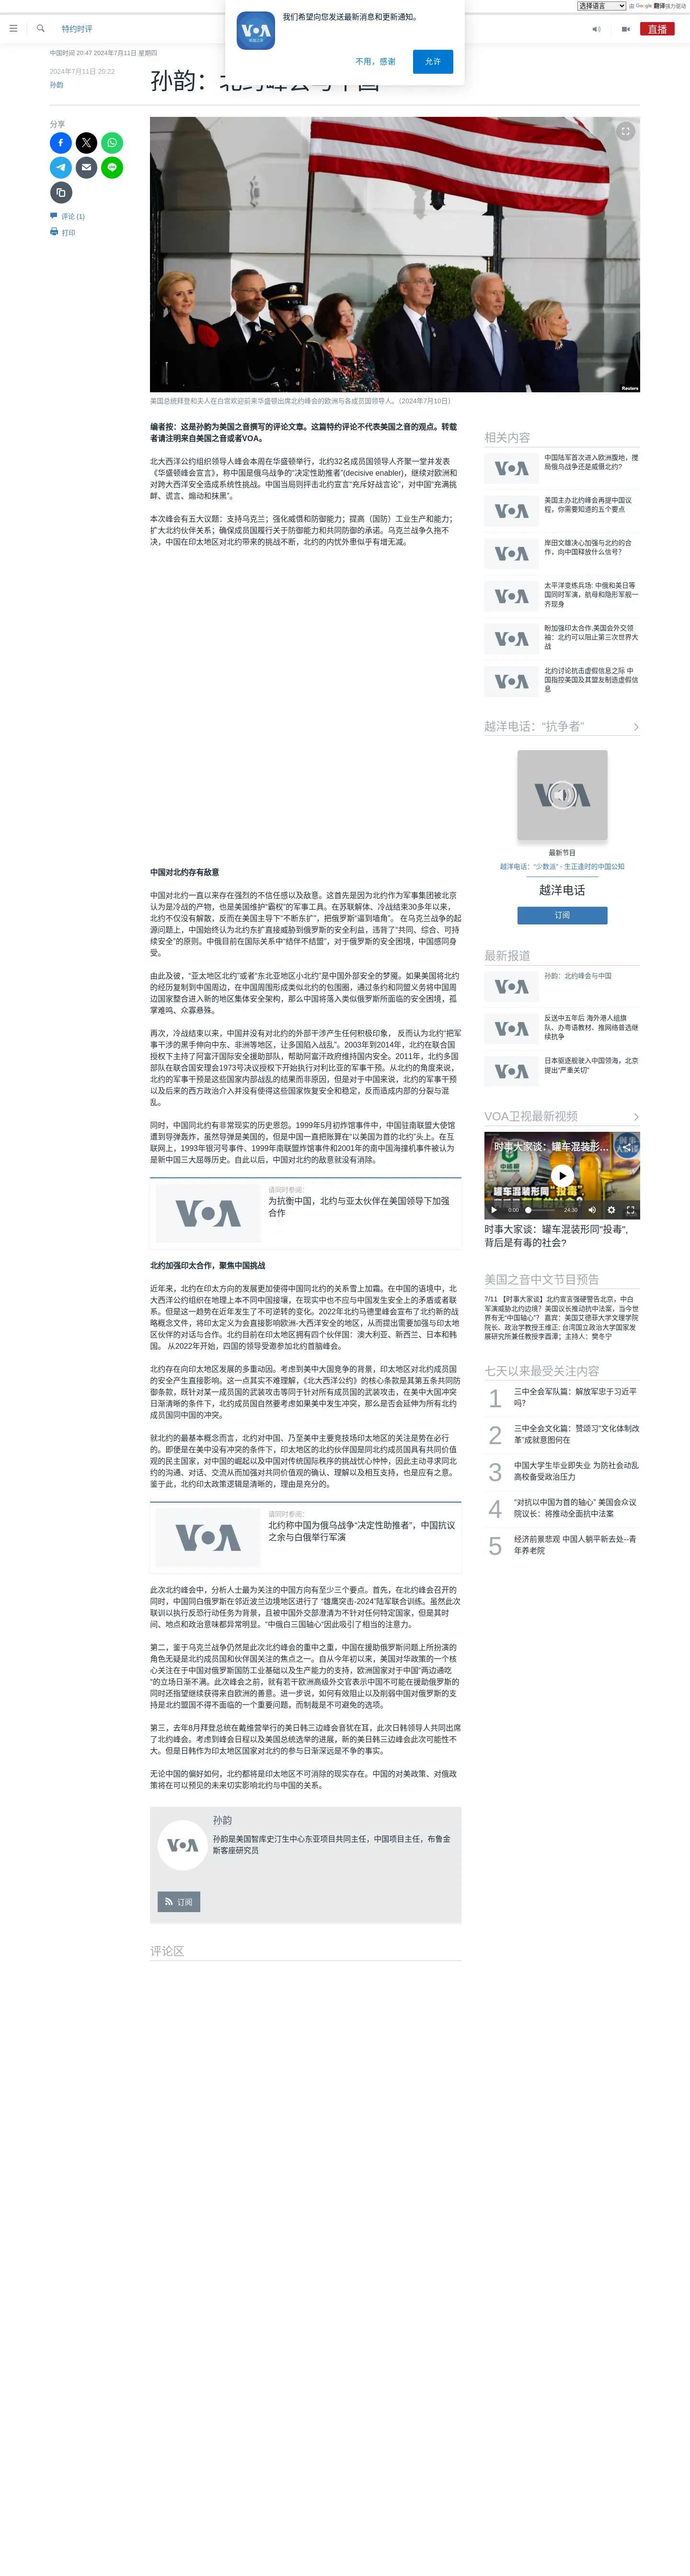 选择语言 由 Google 翻译强力驱动
我们希望向您发送最新消息和更新通知。
不用，感谢 允许
特约时评
直播
中国时间 20:47 2024年7月11日 星期四
2024年7月11日 20:22
孙韵
孙韵：北约峰会与中国
分享
评论 (1)
打印
Reuters
美国总统拜登和夫人在白宫欢迎前来华盛顿出席北约峰会的欧洲与各成员国领导人。（2024年7月10日）
编者按：这是孙韵为美国之音撰写的评论文章。这篇特约评论不代表美国之音的观点。转载
者请注明来自美国之音或者VOA。
北大西洋公约组织领导人峰会本周在华盛顿举行，北约32名成员国领导人齐聚一堂并发表
《华盛顿峰会宣言》，称中国是俄乌战争的“决定性助推者”(decisive enabler)，继续对欧洲和
对跨大西洋安全造成系统性挑战。中国当局则抨击北约宣言“充斥好战言论”，对中国“充满挑
衅、谎言、煽动和抹黑”。
本次峰会有五大议题：支持乌克兰；强化威慑和防御能力；提高（国防）工业生产和能力；
扩大北约伙伴关系；确保成员国履行关于防御能力和共同防御的承诺。乌克兰战争久拖不
决，中国在印太地区对北约带来的挑战不断，北约的内忧外患似乎有增无减。
中国对北约存有敌意
中国对北约一直以来存在强烈的不信任感以及敌意。这首先是因为北约作为军事集团被北京
认为是冷战的产物，也是美国维护“霸权”的军事工具。在苏联解体、冷战结束30多年以来，
北约不仅没有解散，反而在美国主导下“不断东扩”，把俄罗斯“逼到墙角”。 在乌克兰战争的起
源问题上，中国始终认为北约东扩直接威胁到俄罗斯的安全利益，违背了“共同、综合、可持
续安全”的原则。中俄目前在国际关系中“结伴不结盟”，对于俄罗斯的安全困境，中国感同身
受。
由此及彼，“亚太地区北约”或者“东北亚地区小北约”是中国外部安全的梦魇。如果美国将北约
的经历复制到中国周边，在中国周围形成类似北约的包围圈，通过条约和同盟义务将中国周
边国家整合进入新的地区集体安全架构，那么中国将落入类似俄罗斯所面临的安全困境，孤
掌难鸣、众寡悬殊。
再次，冷战结束以来，中国并没有对北约的外部干涉产生任何积极印象， 反而认为北约“把军
事干涉的黑手伸向中东、非洲等地区，让多国陷入战乱”。2003年到2014年，北约在联合国
授权下主持了阿富汗国际安全援助部队，帮助阿富汗政府维持国内安全。2011年，北约多国
部队在联合国安理会1973号决议授权下开始执行对利比亚的军事干预。从北约的角度来说，
北约的军事干预是这些国家内部战乱的结果而非原因，但是对于中国来说，北约的军事干预
以及后来的西方政治介入并没有使得这些国家恢复安全和稳定，反而造成内部的分裂与混
乱。
同时，中国同北约有非常现实的历史恩怨。1999年5月初炸馆事件中，中国驻南联盟大使馆
遭到导弹轰炸，虽然导弹是美国的，但是中国一直把账算在“以美国为首的北约”头上。在互
联网上，1993年银河号事件、1999年南联盟炸馆事件和2001年的南中国海撞机事件被认为
是新中国三大屈辱历史。自此以后，中国对北约的敌意就没有消除。
请同时参阅:
为抗衡中国，北约与亚太伙伴在美国领导下加强
合作
北约加强印太合作，聚焦中国挑战
近年来，北约在印太方向的发展更加使得中国同北约的关系雪上加霜。在中国的语境中，北
大西洋公约组织在地理上本不同中国接壤，在现实中也不应与中国发生安全上的矛盾或者联
系。但是这一趋势在近年发生了不可逆转的变化。2022年北约马德里峰会宣布了北约新的战
略概念文件，将印太定义为会直接影响欧洲-大西洋安全的地区，从而提出需要加强与印太地
区伙伴的对话与合作。北约目前在印太地区拥有四个伙伴国：澳大利亚、新西兰、日本和韩
国。 从2022年开始，四国的领导受邀参加北约首脑峰会。
北约存在向印太地区发展的多重动因。考虑到美中大国竞争的背景，印太地区对北约成员国
的安全产生直接影响。这一点其实不难理解，《北大西洋公约》的核心条款是其第五条共同防
御条款，既针对某一成员国的武装攻击等同于针对所有成员国的武装攻击，在美中大国冲突
日渐清晰的条件下，北约成员国自然要考虑如果美中发生冲突，那么是否会延伸为所有北约
成员国同中国的冲突。
就北约的最基本概念而言，北约对中国、乃至美中主要竞技场印太地区的关注是势在必行
的。即便是在美中没有冲突的条件下，印太地区的北约伙伴国是同北约成员国具有共同价值
观的民主国家，对中国的崛起以及中国对传统国际秩序的挑战忧心忡忡，因此主动寻求同北
约的沟通、对话、交流从而加强对共同价值观的确认、理解以及相互支持，也是应有之意。
鉴于此，北约印太政策逻辑是清晰的，理由是充分的。
请同时参阅:
北约称中国为俄乌战争“决定性助推者”，中国抗议
之余与白俄举行军演
此次北约峰会中，分析人士最为关注的中国方向有至少三个要点。首先，在北约峰会召开的
同时，中国同白俄罗斯在邻近波兰边境地区进行了 “雄鹰突击-2024”陆军联合训练。虽然此次
联训以执行反恐行动任务为背景，且被中国外交部澄清为不针对任何特定国家，但是其时
间、地点和政治意味都异常明显。“中俄白三国轴心”因此吸引了相当的注意力。
第二，鉴于乌克兰战争仍然是此次北约峰会的重中之重，中国在援助俄罗斯问题上所扮演的
角色无疑是北约成员国和伙伴国关注的焦点之一。自从今年初以来，美国对华政策的一个核
心关注在于中国对俄罗斯国防工业基础以及生产能力的支持，欧洲国家对于中国“两边通吃
”的立场日渐不满。此次峰会之前，就有若干欧洲高级外交官表示中国不可能在援助俄罗斯的
同时还指望继续获得来自欧洲的善意。进一步说，如何有效阻止以及削弱中国对俄罗斯的支
持是北约盟国不得不面临的一个重要问题，而制裁是不可避免的选项。
第三，去年8月拜登总统在戴维营举行的美日韩三边峰会音犹在耳，此次日韩领导人共同出席
了北约峰会。考虑到峰会日程以及美国总统选举的进展，新的美日韩三边峰会此次可能性不
大。但是日韩作为印太地区国家对北约的参与日渐深远是不争的事实。
无论中国的偏好如何，北约都将是印太地区不可消除的现实存在。中国的对美政策、对俄政
策将在可以预见的未来切实影响北约与中国的关系。
孙韵
孙韵是美国智库史汀生中心东亚项目共同主任，中国项目主任，布鲁金
斯客座研究员
订阅
评论区
相关内容
中国陆军首次进入欧洲腹地，搅
局俄乌战争还是威慑北约?
美国主办北约峰会再提中国议
程，你需要知道的五个要点
岸田文雄决心加强与北约的合
作，向中国释放什么信号？
太平洋变练兵场: 中俄和美日等
国同时军演，航母和隐形军舰一
齐现身
盼加强印太合作,美国会外交领
袖：北约可以阻止第三次世界大
战
北约讨论抗击虚假信息之际 中
国指控美国及其盟友制造虚假信
息
越洋电话：“抗争者”
最新节目
越洋电话：“少数派” - 生正逢时的中国公知
越洋电话
订阅
最新报道
孙韵：北约峰会与中国
反送中五年后 海外港人组旗
队、办粤语教材、推网络普选继
续抗争
日本驱逐舰驶入中国领海，北京
提出“严重关切”
VOA卫视最新视频
时事大家谈：罐车混装形...
罐车混装形同“投毒”
0:00 24:30
时事大家谈：罐车混装形同"投毒",
背后是有毒的社会?
美国之音中文节目预告
7/11 【时事大家谈】北约宣言强硬警告北京，中白
军演威胁北约边境？美国议长推动抗中法案，当今世
界有无“中国轴心”？ 嘉宾：美国艾德菲大学文理学院
院长、政治学教授王维正; 台湾国立政治大学国家发
展研究所兼任教授李酉潭；主持人：樊冬宁
七天以来最受关注内容
1 三中全会军队篇：解放军忠于习近平
吗?
2 三中全会文化篇：赞颂习“文化体制改
革”成就意图何在
3 中国大学生毕业即失业 为防社会动乱
高校备受政治压力
4 “对抗以中国为首的轴心” 美国会众议
院议长：将推动全面抗中法案
5 经济前景悲观 中国人躺平新去处--青
年养老院